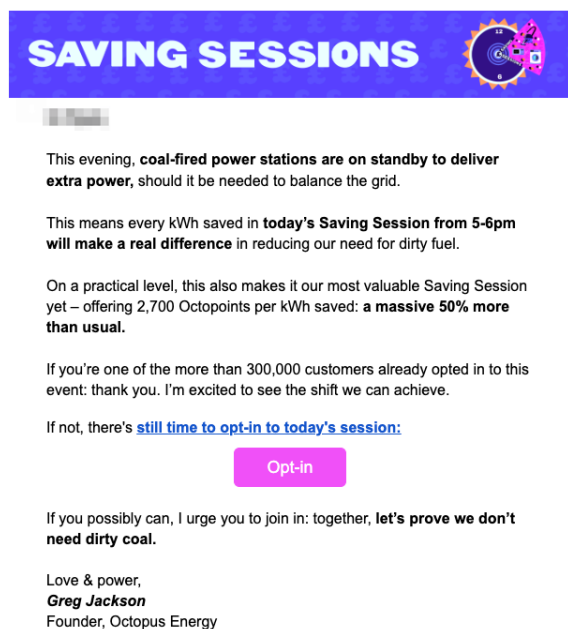 SAVING SESSIONS
12
6
This evening, coal-fired power stations are on standby to deliver
extra power, should it be needed to balance the grid.
This means every kWh saved in today’s Saving Session from 5-6pm
will make a real difference in reducing our need for dirty fuel.
On a practical level, this also makes it our most valuable Saving Session
yet – offering 2,700 Octopoints per kWh saved: a massive 50% more
than usual.
If you’re one of the more than 300,000 customers already opted in to this
event: thank you. I’m excited to see the shift we can achieve.
If not, there's still time to opt-in to today's session:
Opt-in
If you possibly can, I urge you to join in: together, let’s prove we don’t
need dirty coal.
Love & power,
Greg Jackson
Founder, Octopus Energy